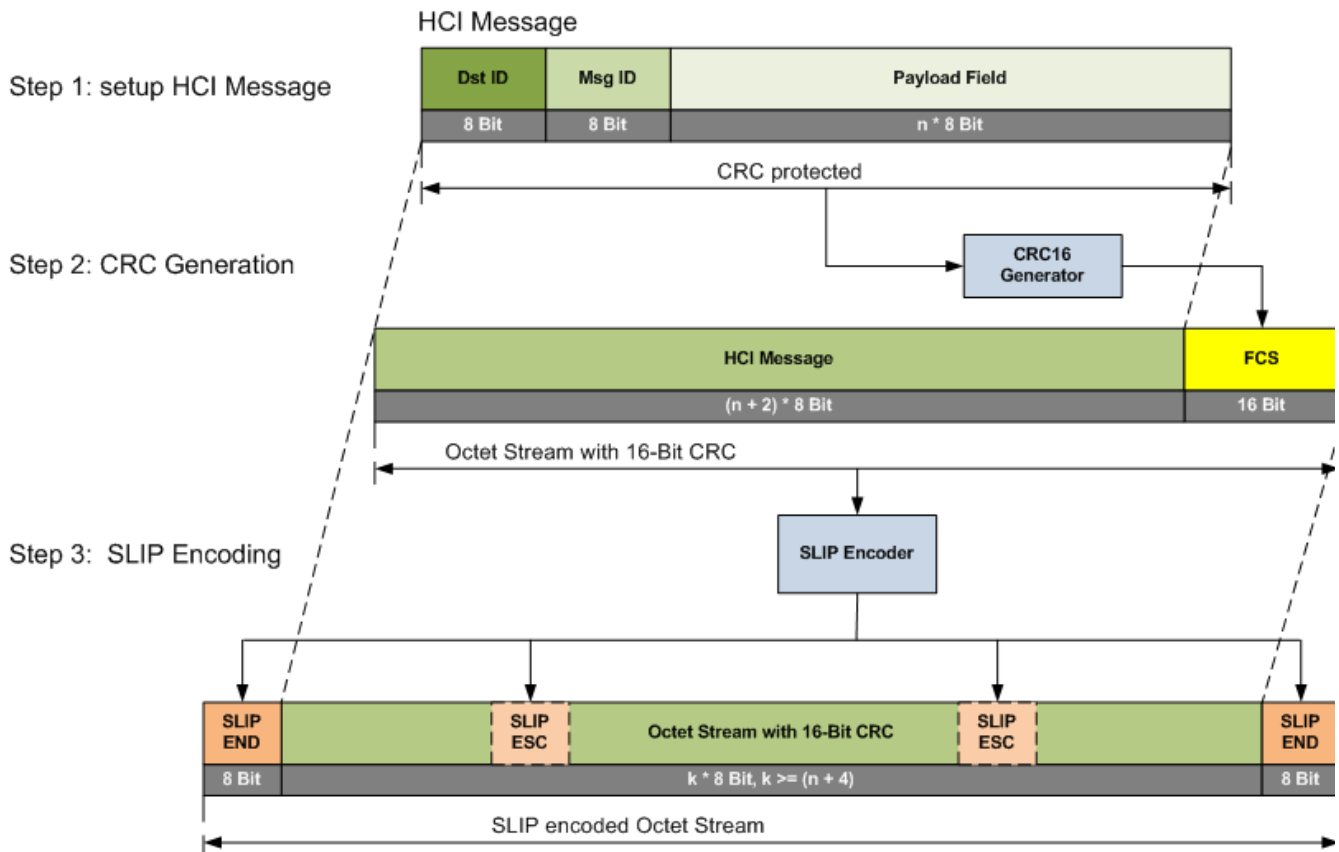 HCI Message
Step 1: setup HCI Message
Dst ID
Msg ID
Payload Field
8 Bit
8 Bit
n * 8 Bit
CRC protected
Step 2: CRC Generation
CRC16
Generator
HCI Message
FCS
(n + 2) * 8 Bit
16 Bit
Octet Stream with 16-Bit CRC
Step 3: SLIP Encoding
SLIP Encoder
SLIP
END
SLIP
ESC
Octet Stream with 16-Bit CRC
SLIP
ESC
SLIP
END
8 Bit
k * 8 Bit, k >= (n + 4)
8 Bit
SLIP encoded Octet Stream